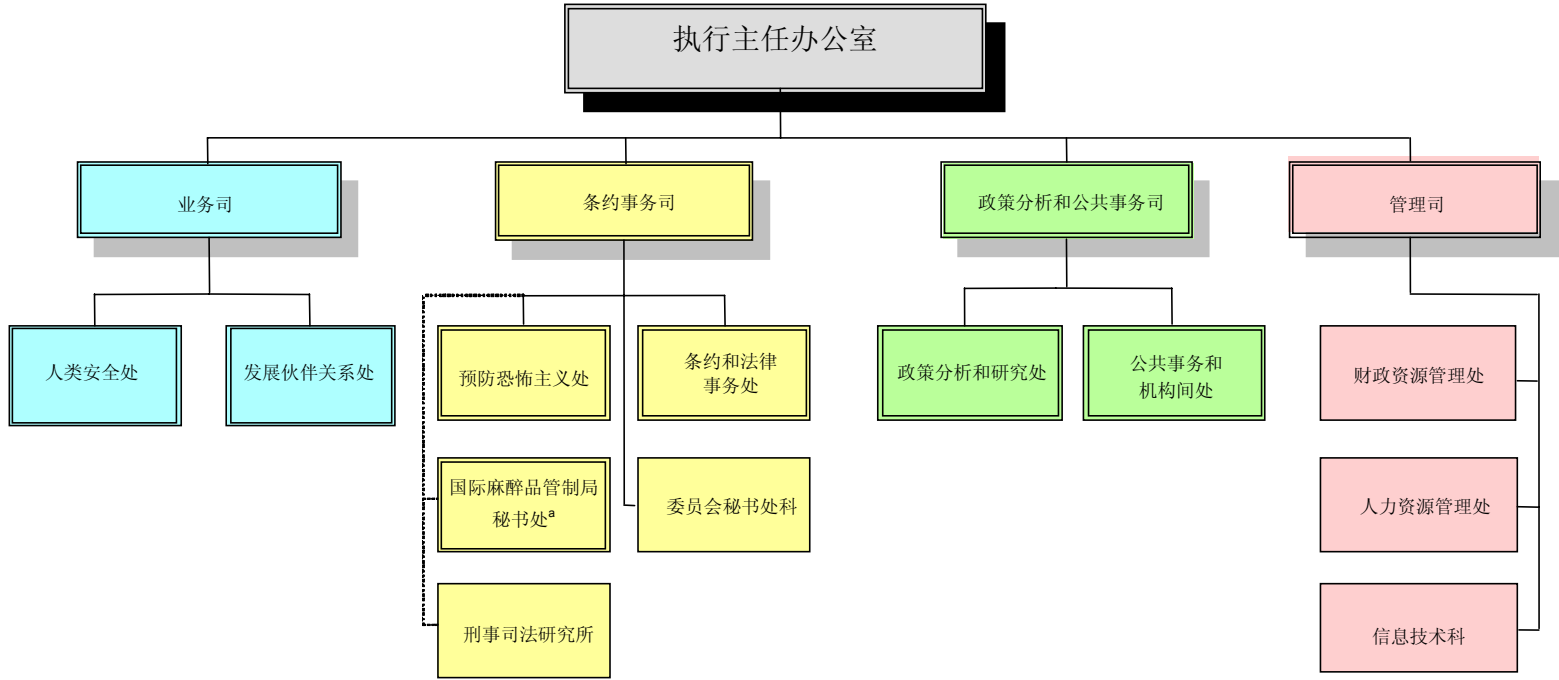 执行主任办公室
业务司
条约事务司
政策分析和公共事务司
管理司
人类安全处
发展伙伴关系处
预防恐怖主义处
条约和法律
事务处
政策分析和研究处
公共事务和
机构间处
财政资源管理处
国际麻醉品管制局
秘书处a
委员会秘书处科
人力资源管理处
刑事司法研究所
信息技术科